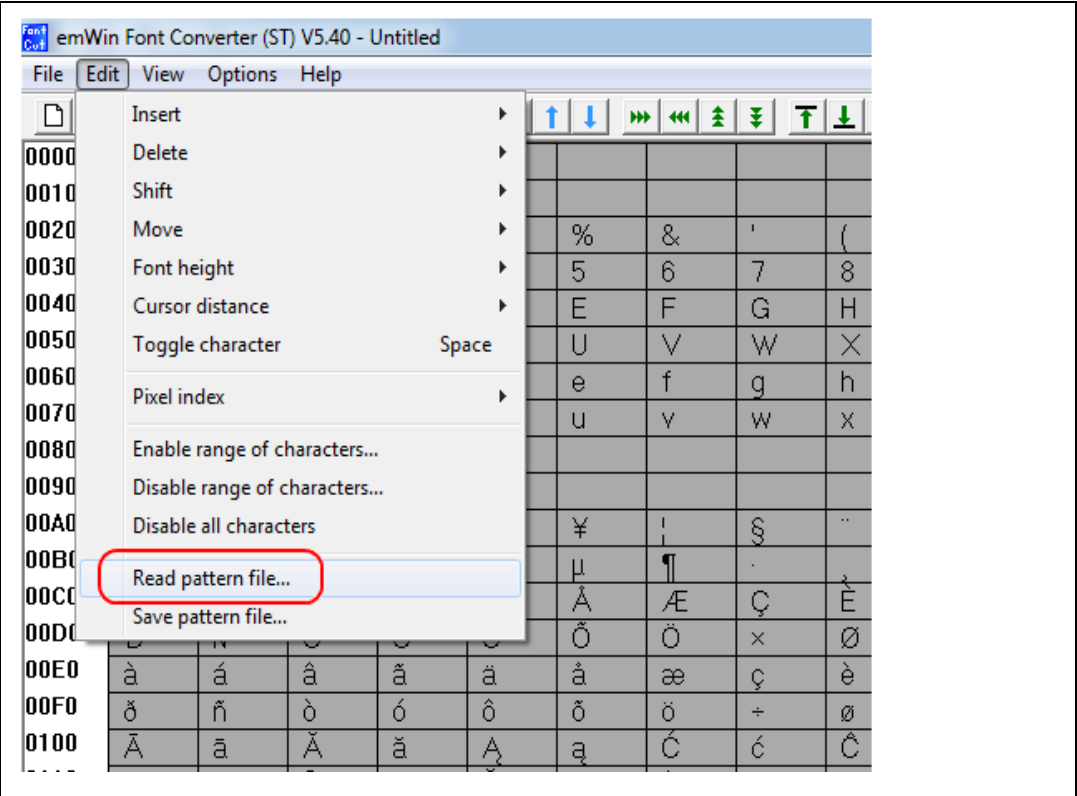 Font Cvt emWin Font Converter (ST) V5.40 - Untitled
File Edit View Options Help
Insert
Delete
Shift
Move
Font height
Cursor distance
Toggle character Space
Pixel index
Enable range of characters...
Disable range of characters...
Disable all characters
Read pattern file...
Save pattern file...
0000
0010
0020 % & ' (
0030 5 6 7 8
0040 E F G H
0050 U V W X
0060 e f g h
0070 u v w x
0080
0090
00A0 ¥ ¦ § ¨
00B0 µ ¶ · ¸
00C0 Å Æ Ç È
00D0 Õ Ö × Ø
00E0 à á â ã ä å æ ç è
00F0 ð ñ ò ó ô õ ö ÷ ø
0100 Ā ā Ă ă Ą ą Ć ć Ĉ